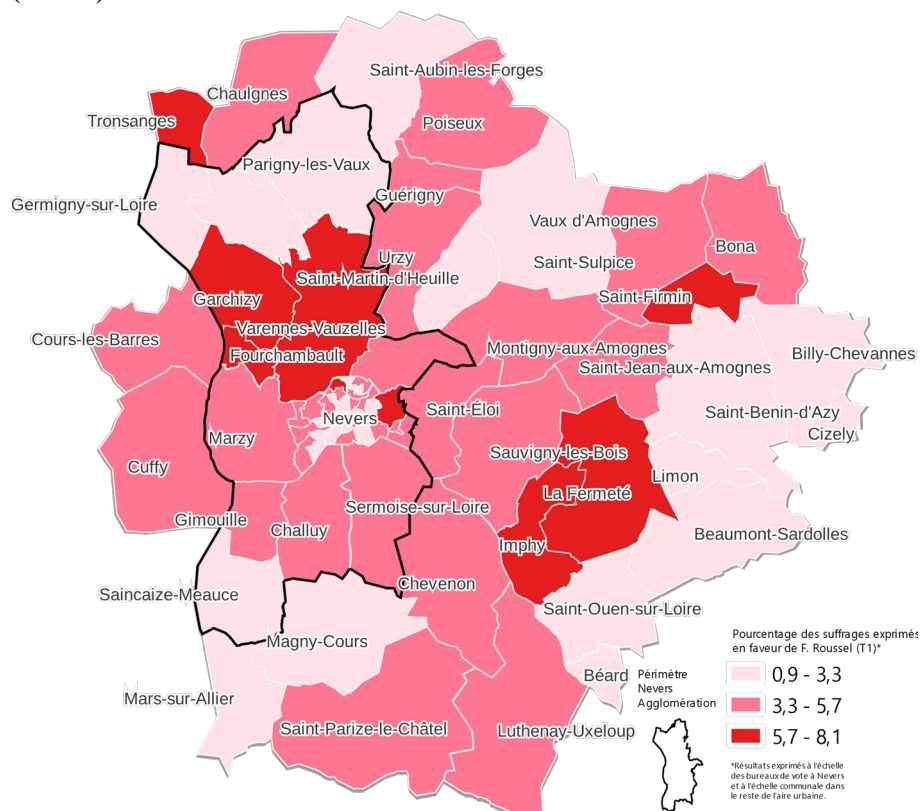 Saint-Aubin-les-Forges
Chaulgnes
Tronsanges
Poiseux
Parigny-les-Vaux
Guérigny
Germigny-sur-Loire
Vaux d'Amognes
Bona
Urzy
Saint-Sulpice
Saint-Martin-d'Heuille
Garchizy
Saint-Firmin
Varennes-Vauzelles
Cours-les-Barres
Fourchambault
Montigny-aux-Amognes
Billy-Chevannes
Saint-Jean-aux-Amognes
Nevers
Saint-Éloi
Saint-Benin-d'Azy
Marzy
Cizely
Sauvigny-les-Bois
Cuffy
Limon
La Fermeté
Sermoise-sur-Loire
Gimouille
Challuy
Beaumont-Sardolles
Imphy
Chevenon
Saincaize-Meauce
Saint-Ouen-sur-Loire
Magny-Cours
Béard
Mars-sur-Allier
Saint-Parize-le-Châtel
Luthenay-Uxeloup
Périmètre
Nevers
Agglomération
Pourcentage des suffrages exprimés
en faveur de F. Roussel (T1)*
0,9 - 3,3
3,3 - 5,7
5,7 - 8,1
*Résultats exprimés à l'échelle
des bureaux de vote à Nevers
et à l'échelle communale dans
le reste de l'aire urbaine.